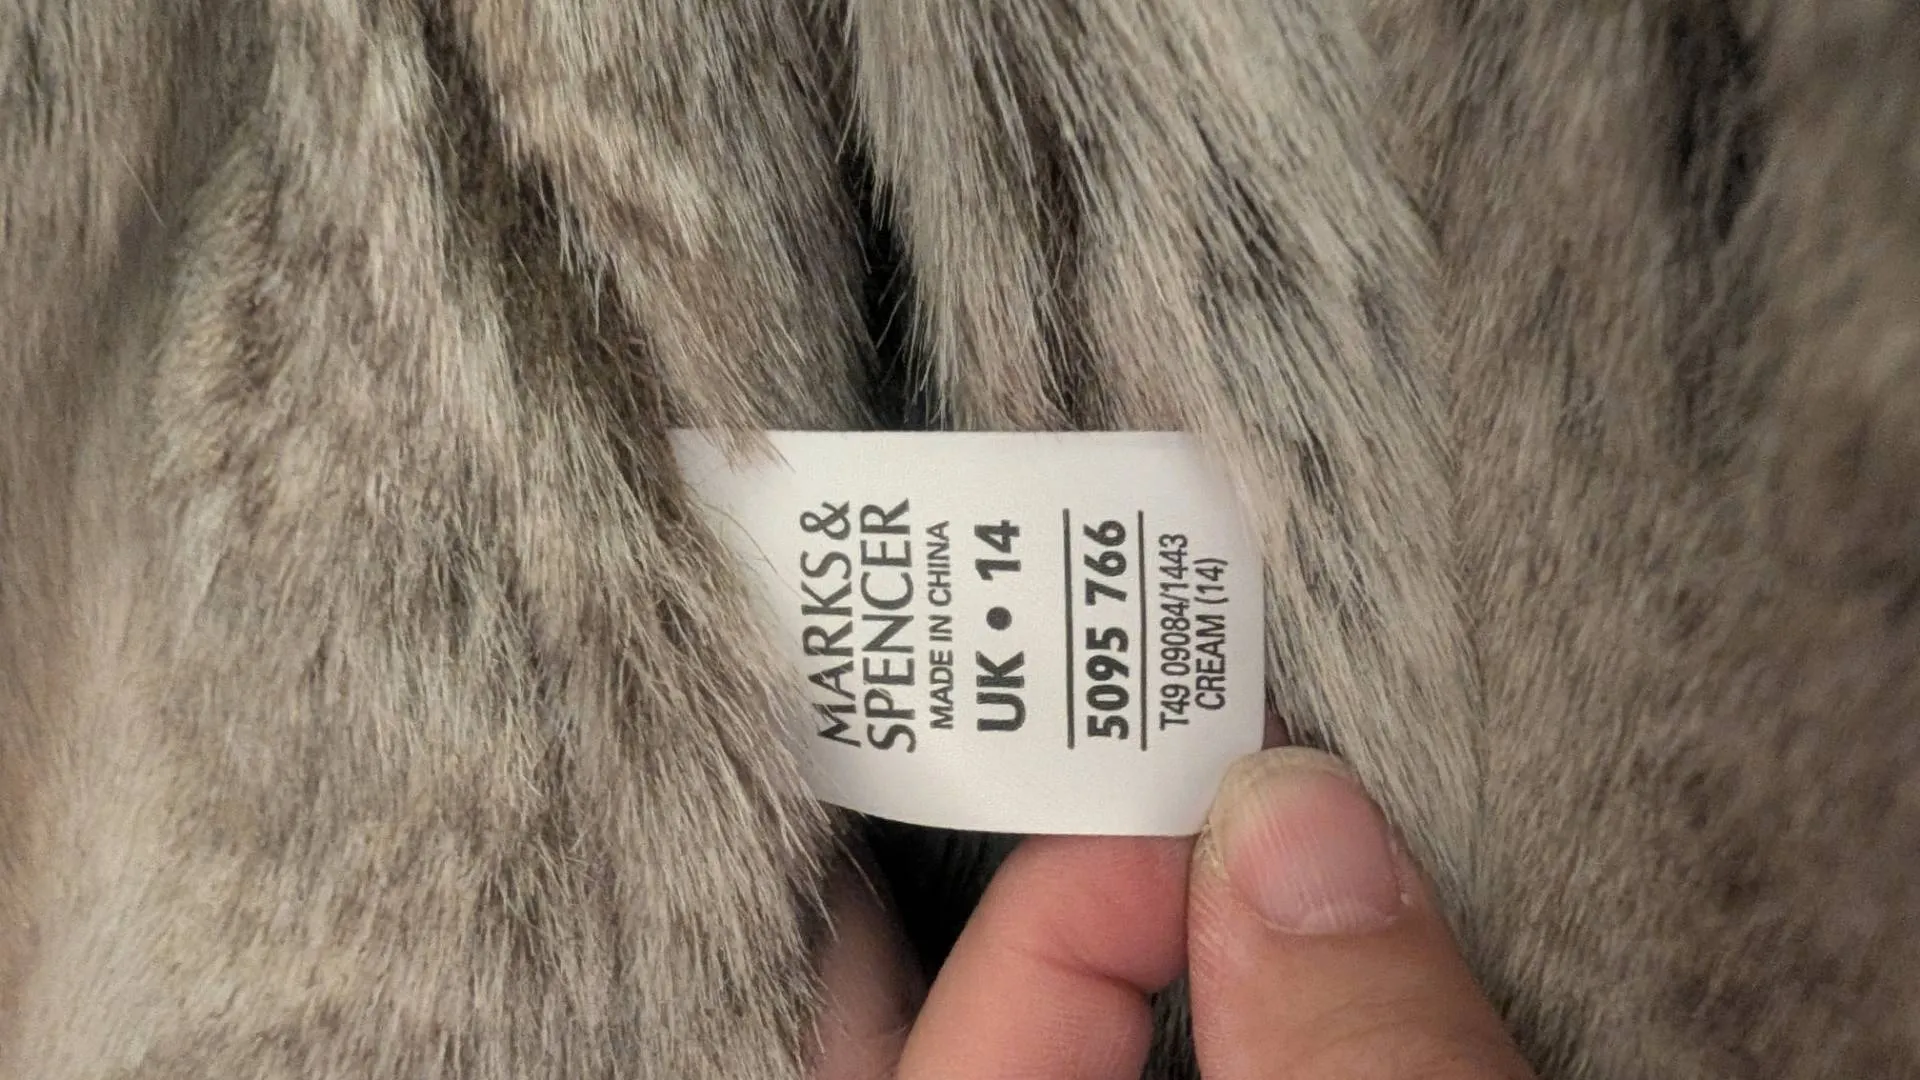 MARKS &
SPENCER
MADE IN CHINA
UK • 14
5095 766
T49 09084/1443
CREAM (14)